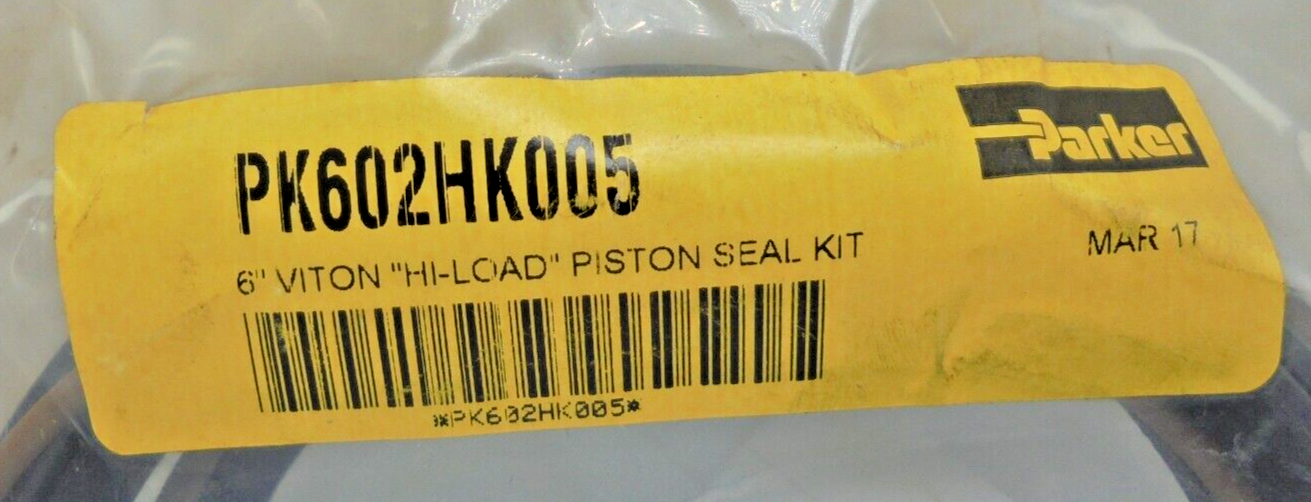 Parker
PK602HK005
6" VITON "HI-LOAD" PISTON SEAL KIT
MAR 17
*PK602HK005*